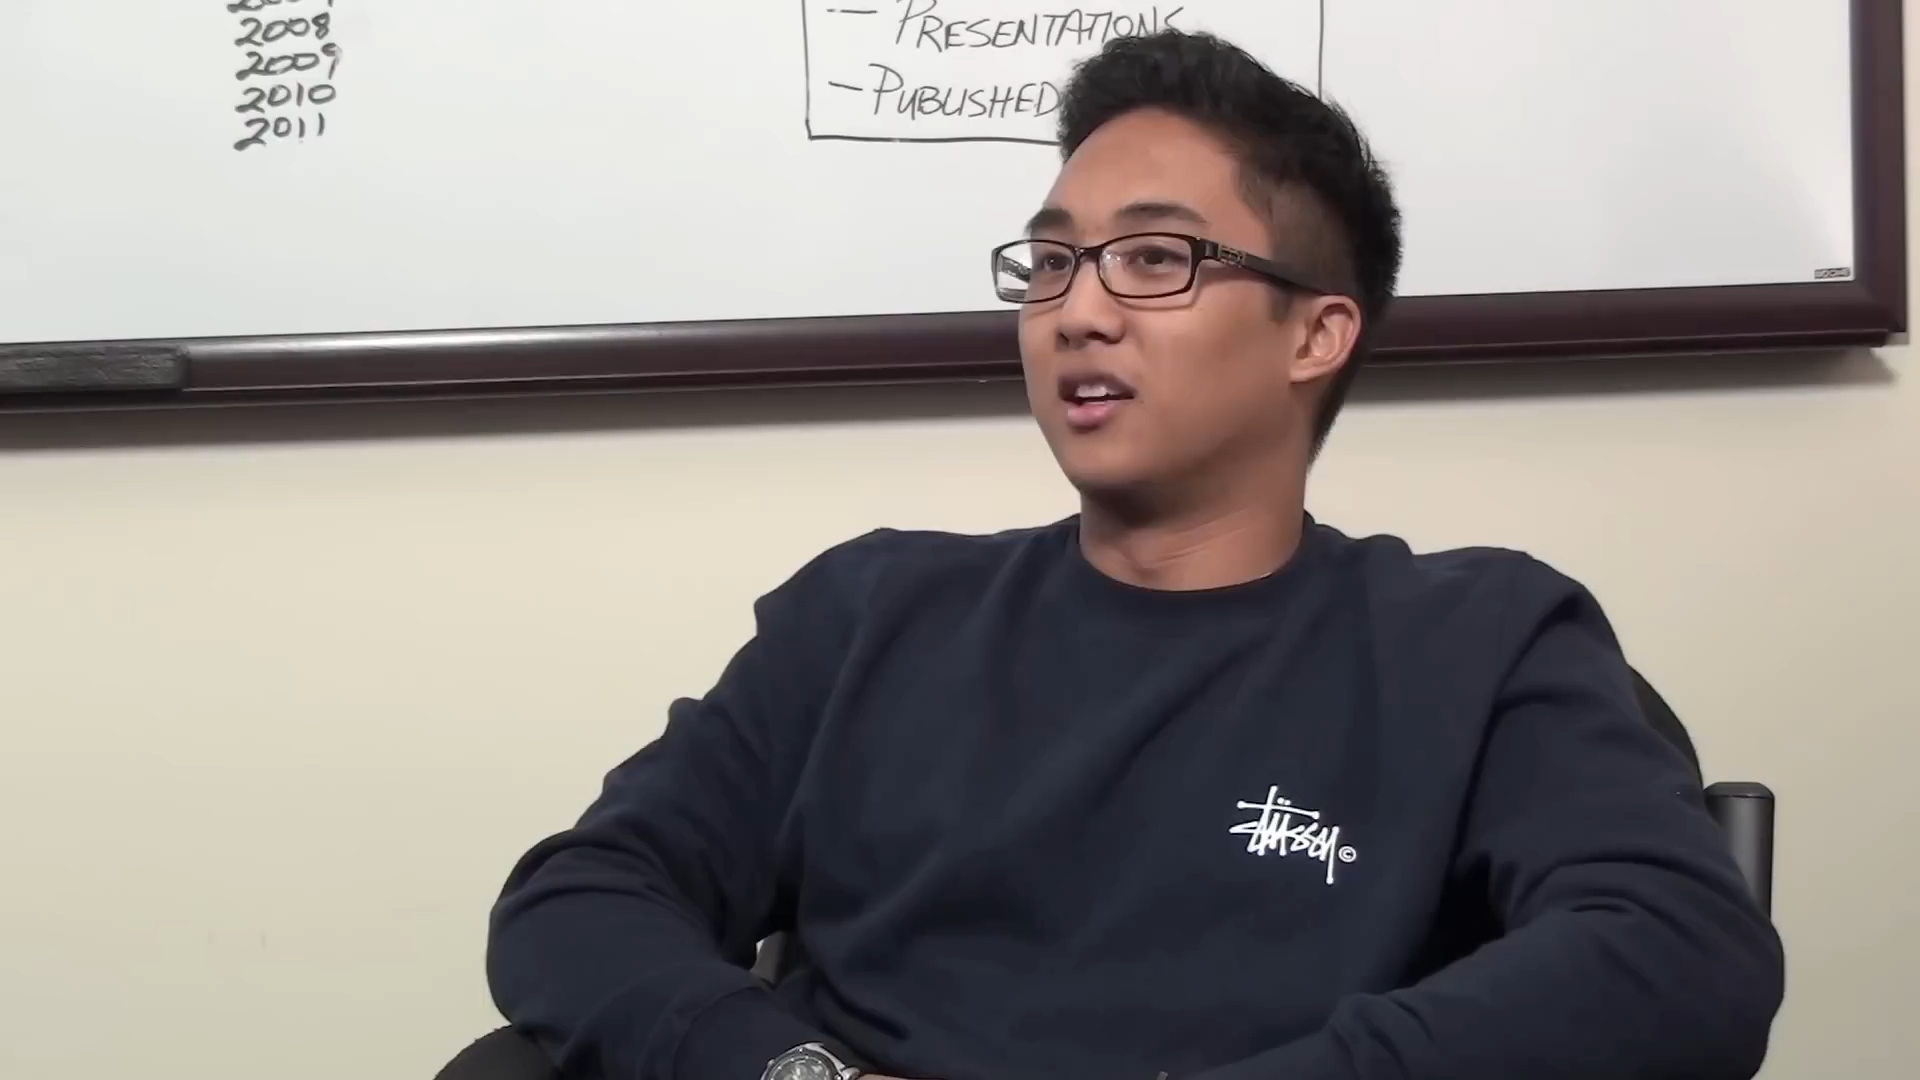 2008
2009
2010
2011
- PRESENTATIONS
- PUBLISHED
Stüssy©